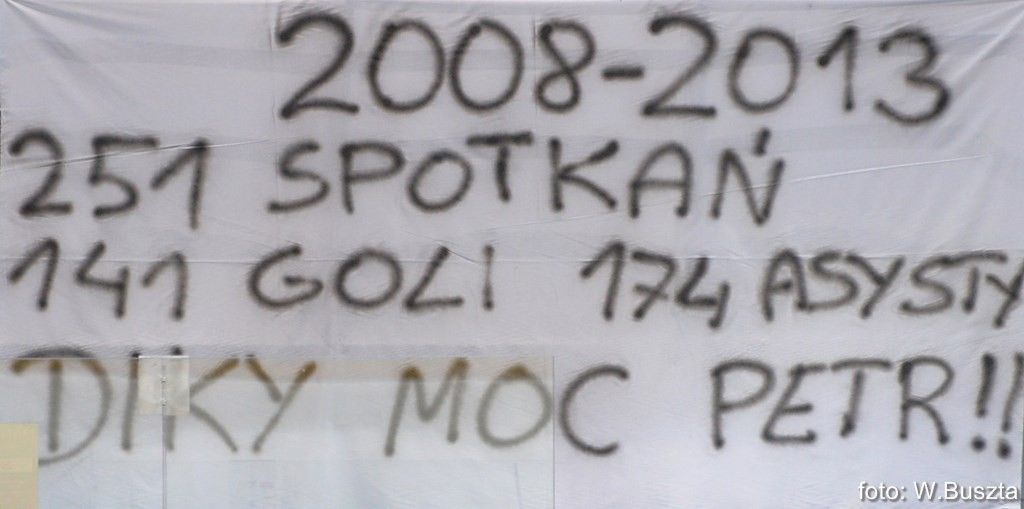 2008-2013
251 SPOTKAŃ
141 GOLI 174 ASYSTY
DIKY MOC PETR!!
foto: W.Buszta